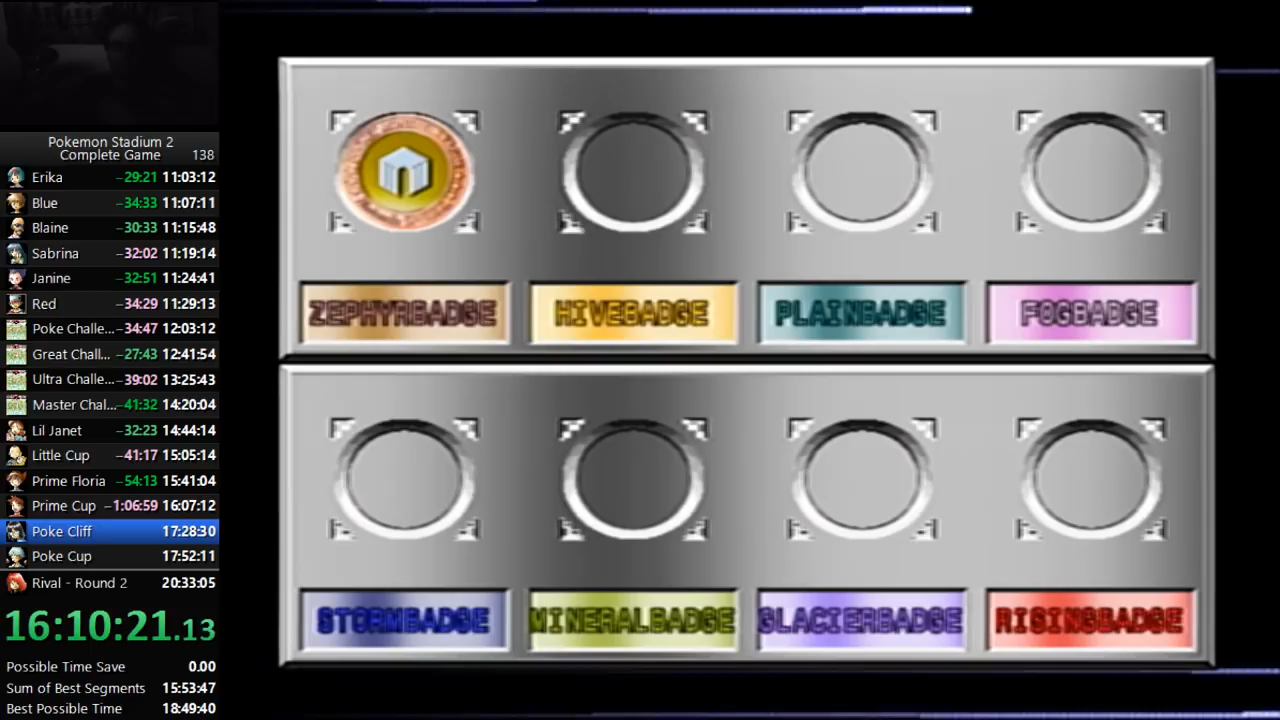 Pokemon Stadium 2
Complete Game 138
Erika -29:21 11:03:12
Blue -34:33 11:07:11
Blaine -30:33 11:15:48
Sabrina -32:02 11:19:14
Janine -32:51 11:24:41
Red -34:29 11:29:13
Poke Challe... -34:47 12:03:12
Great Chall... -27:43 12:41:54
Ultra Challe... -39:02 13:25:43
Master Chal... -41:32 14:20:04
Lil Janet -32:23 14:44:14
Little Cup -41:17 15:05:14
Prime Floria -54:13 15:41:04
Prime Cup -1:06:59 16:07:12
Poke Cliff 17:28:30
Poke Cup 17:52:11
Rival - Round 2 20:33:05
16:10:21.13
Possible Time Save 0.00
Sum of Best Segments 15:53:47
Best Possible Time 18:49:40
ZEPHYRBADGE HIVEBADGE PLAINBADGE FOGBADGE
STORMBADGE MINERALBADGE GLACIERBADGE RISINGBADGE